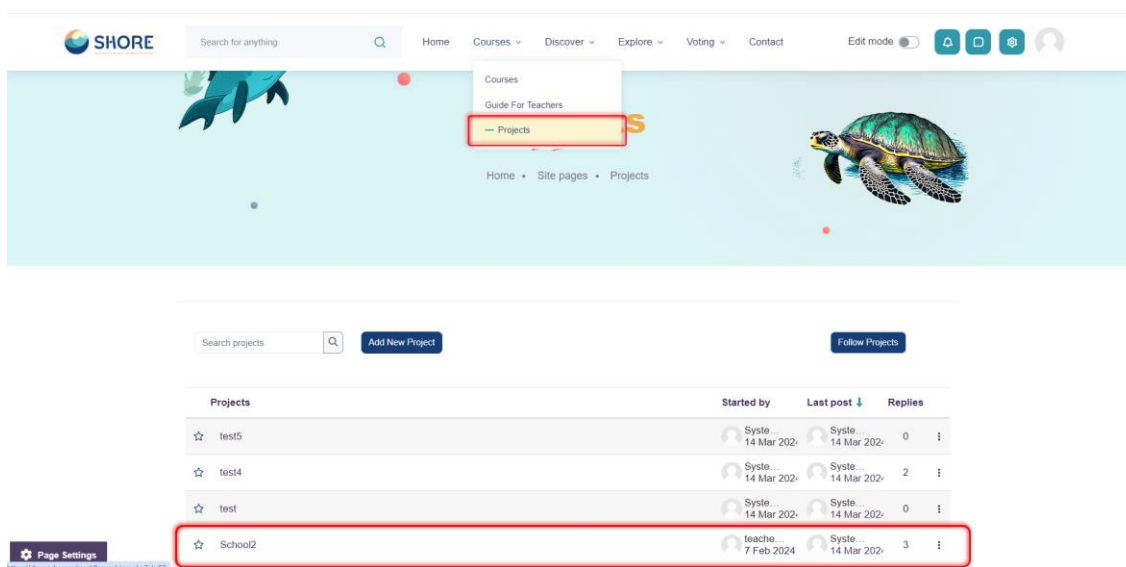 SHORE
Search for anything
Home Courses Discover Explore Voting Contact Edit mode
Courses
Guide For Teachers
Projects
s
Home • Site pages • Projects
Search projects Add New Project Follow Projects
Projects Started by Last post Replies
test5 Syste... Syste... 0
14 Mar 202 14 Mar 202
test4 Syste... Syste... 2
14 Mar 202 14 Mar 202
test Syste... Syste... 0
14 Mar 202 14 Mar 202
School2 teache... Syste... 3
7 Feb 2024 14 Mar 202
Page Settings